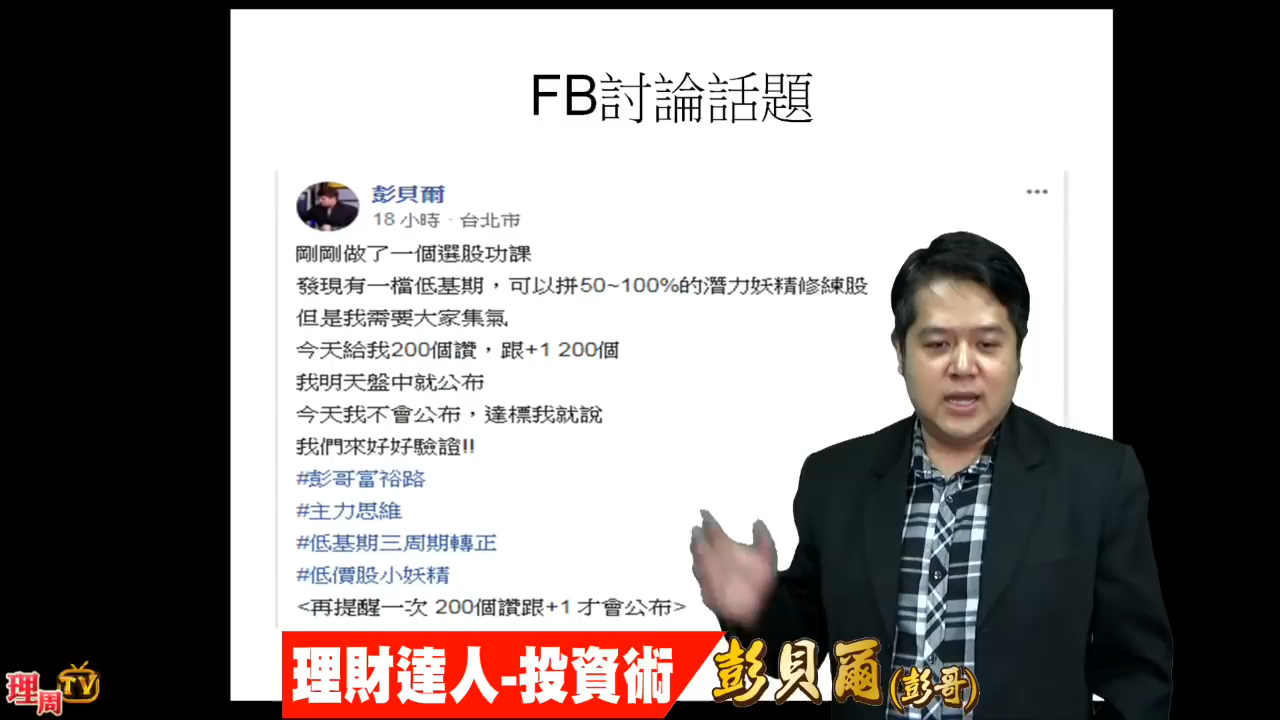 FB討論話題
彭貝爾
18 小時 · 台北市
剛剛做了一個選股功課
發現有一檔低基期，可以拼50~100%的潛力妖精修練股
但是我需要大家集氣
今天給我200個讚，跟+1 200個
我明天盤中就公布
今天我不會公布，達標我就說
我們來好好驗證!!
#彭哥富裕路
#主力思維
#低基期三周期轉正
#低價股小妖精
<再提醒一次 200個讚跟+1 才會公布>
理財達人-投資術 彭貝爾(彭哥)
理周TV